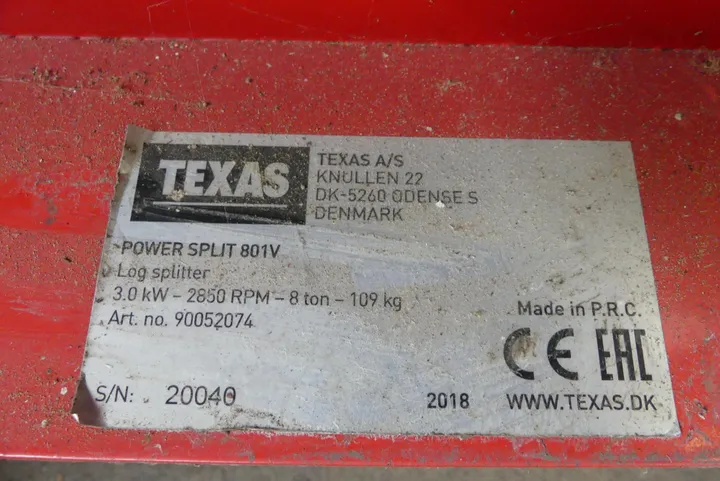 TEXAS
TEXAS A/S
KNULLEN 22
DK-5260 ODENSE S
DENMARK
POWER SPLIT 801V
Log splitter
3.0 kW - 2850 RPM - 8 ton - 109 kg
Art. no. 90052074
Made in P.R.C.
CE EAC
S/N: 20040
2018 WWW.TEXAS.DK